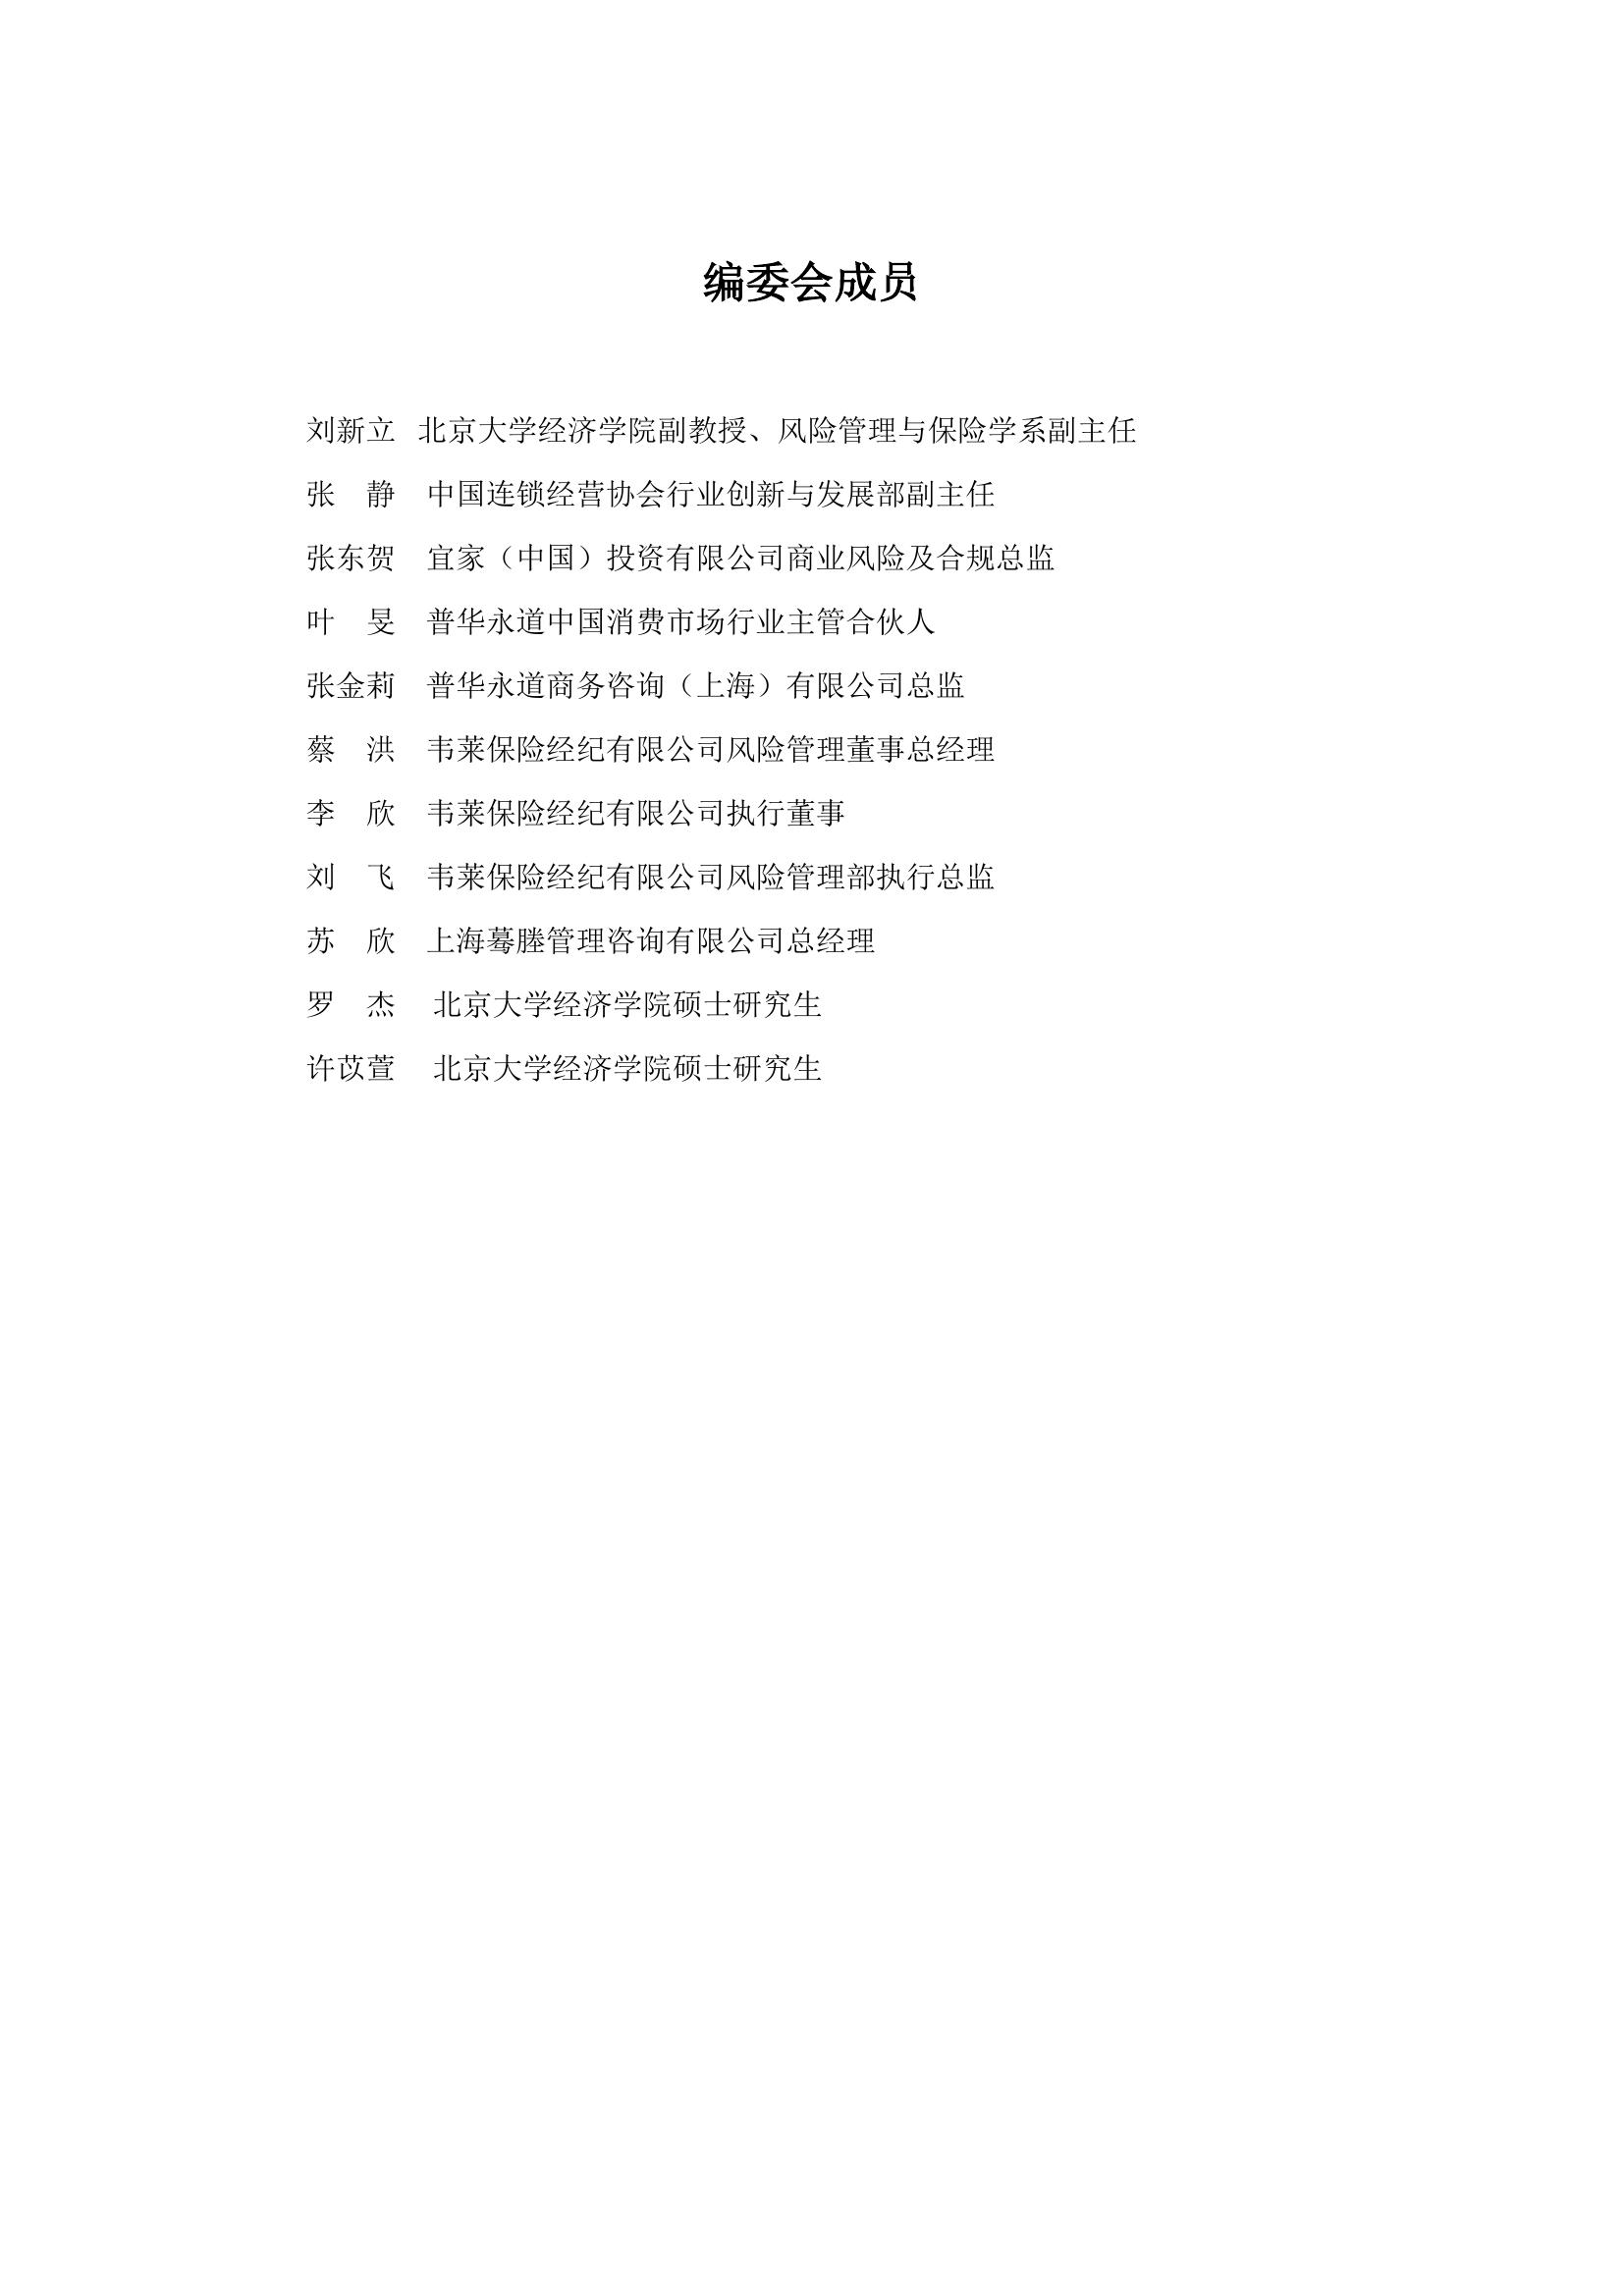 编委会成员
刘新立 北京大学经济学院副教授、风险管理与保险学系副主任
张　静　中国连锁经营协会行业创新与发展部副主任
张东贺　宜家（中国）投资有限公司商业风险及合规总监
叶　旻　普华永道中国消费市场行业主管合伙人
张金莉　普华永道商务咨询（上海）有限公司总监
蔡　洪　韦莱保险经纪有限公司风险管理董事总经理
李　欣　韦莱保险经纪有限公司执行董事
刘　飞　韦莱保险经纪有限公司风险管理部执行总监
苏　欣　上海蓦塍管理咨询有限公司总经理
罗　杰　北京大学经济学院硕士研究生
许苡萱　北京大学经济学院硕士研究生